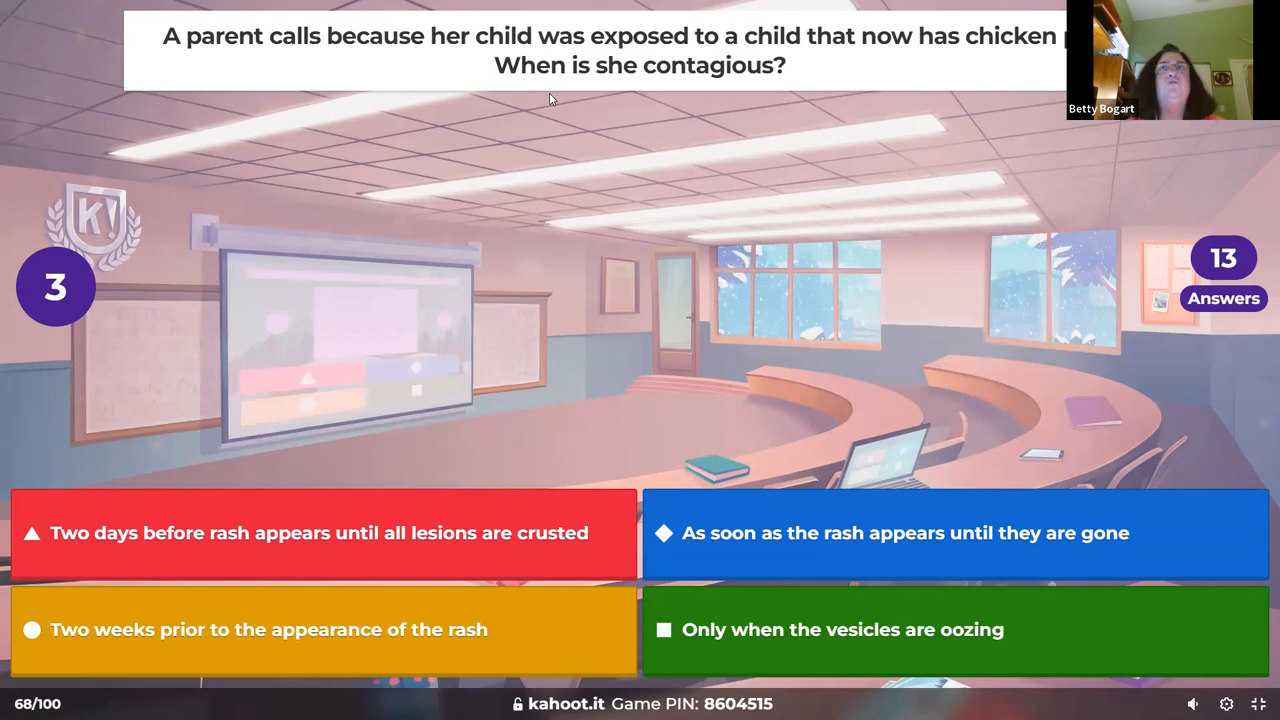 A parent calls because her child was exposed to a child that now has chicken
When is she contagious?
Betty Bogart
K!
3
13
Answers
Two days before rash appears until all lesions are crusted
As soon as the rash appears until they are gone
Two weeks prior to the appearance of the rash
Only when the vesicles are oozing
68/100
kahoot.it Game PIN: 8604515